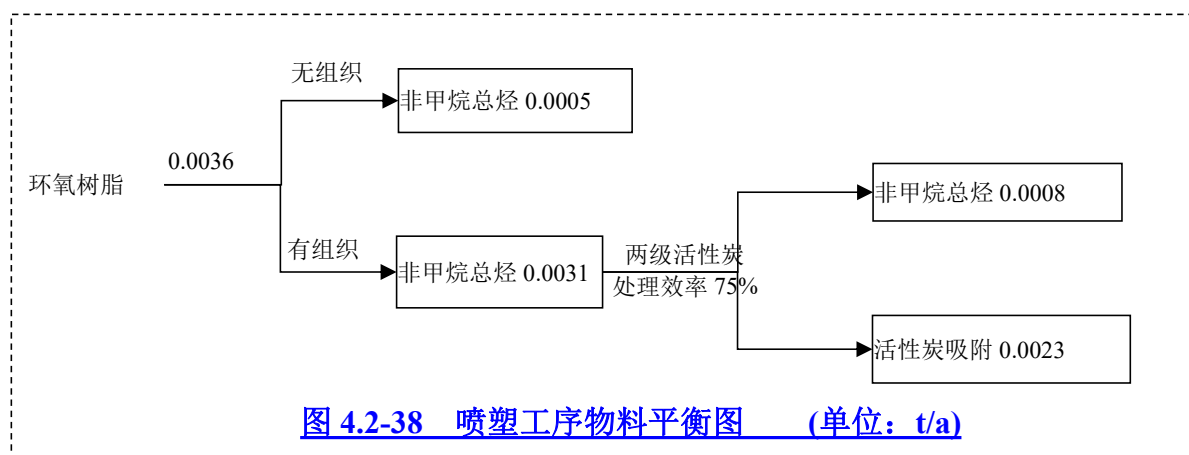 无组织
非甲烷总烃 0.0005
0.0036
环氧树脂
非甲烷总烃 0.0008
有组织
非甲烷总烃 0.0031
两级活性炭
处理效率 75%
活性炭吸附 0.0023
图 4.2-38 喷塑工序物料平衡图 (单位：t/a)